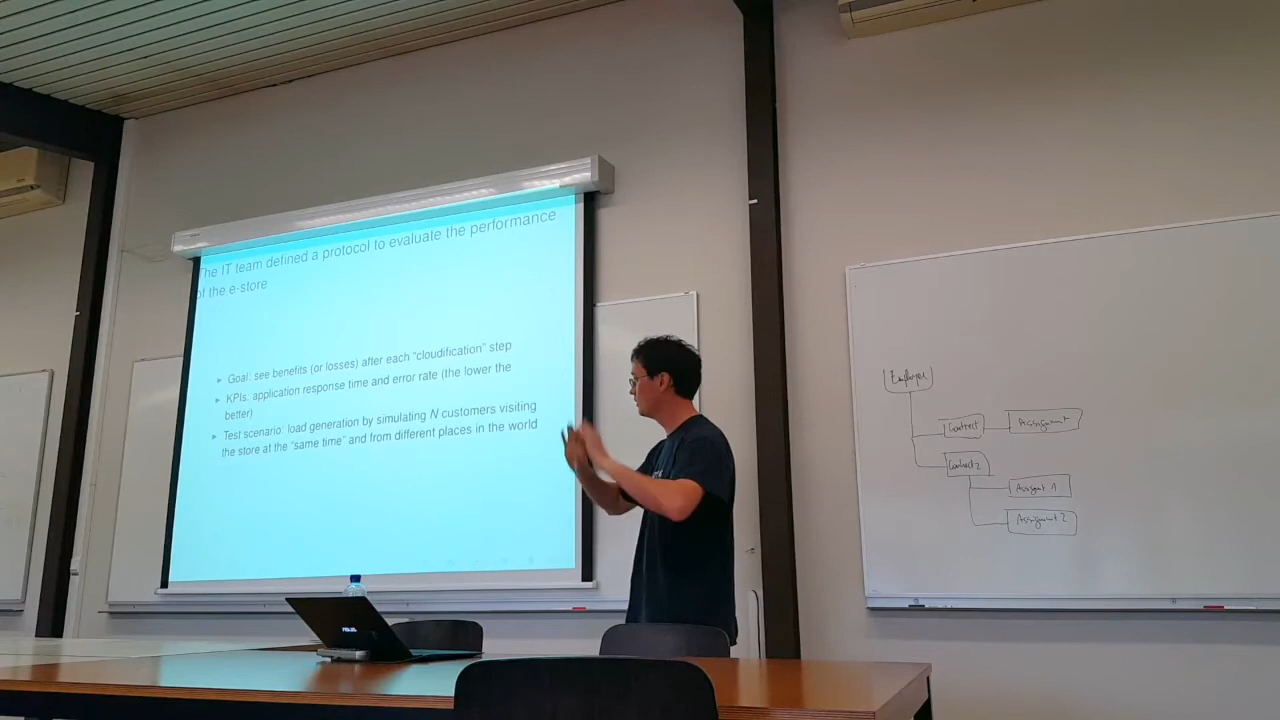 The IT team defined a protocol to evaluate the performance
of the e-store
Goal: see benefits (or losses) after each "cloudification" step
KPIs: application response time and error rate (the lower the
better)
Test scenario: load generation by simulating N customers visiting
the store at the "same time" and from different places in the world
ASUS
Employee
Contract
Assignment
Contract 2
Assignt 1
Assignment 2